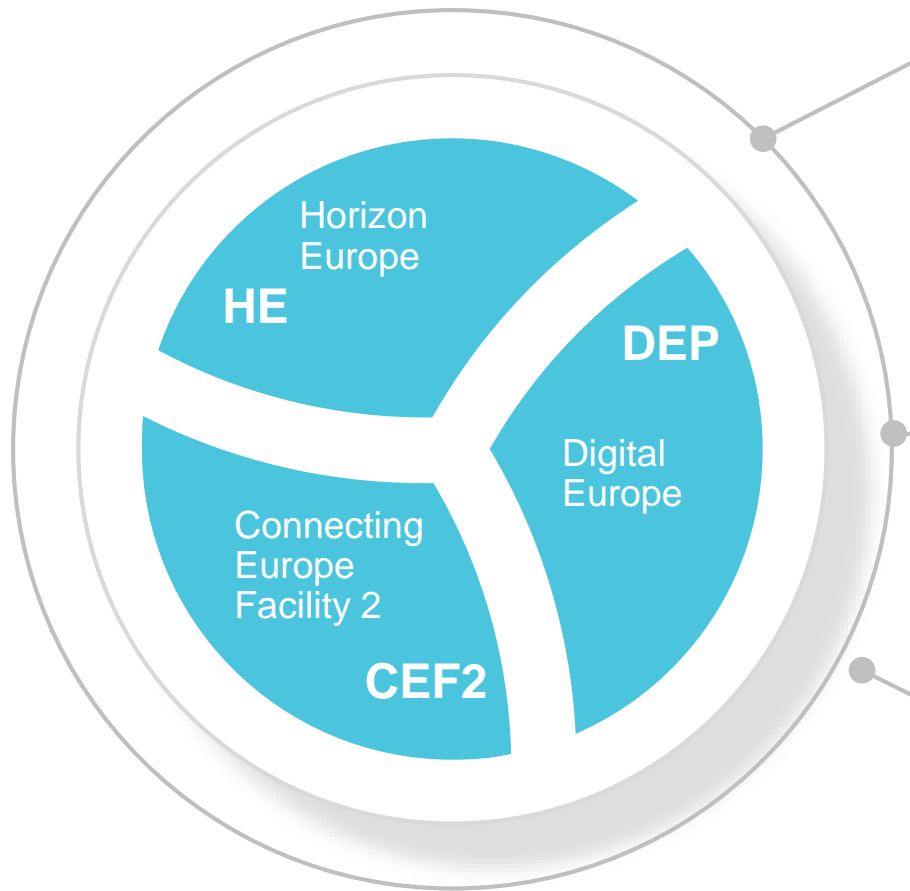 Horizon
Europe
HE
DEP
Digital
Europe
Connecting
Europe
Facility 2
CEF2